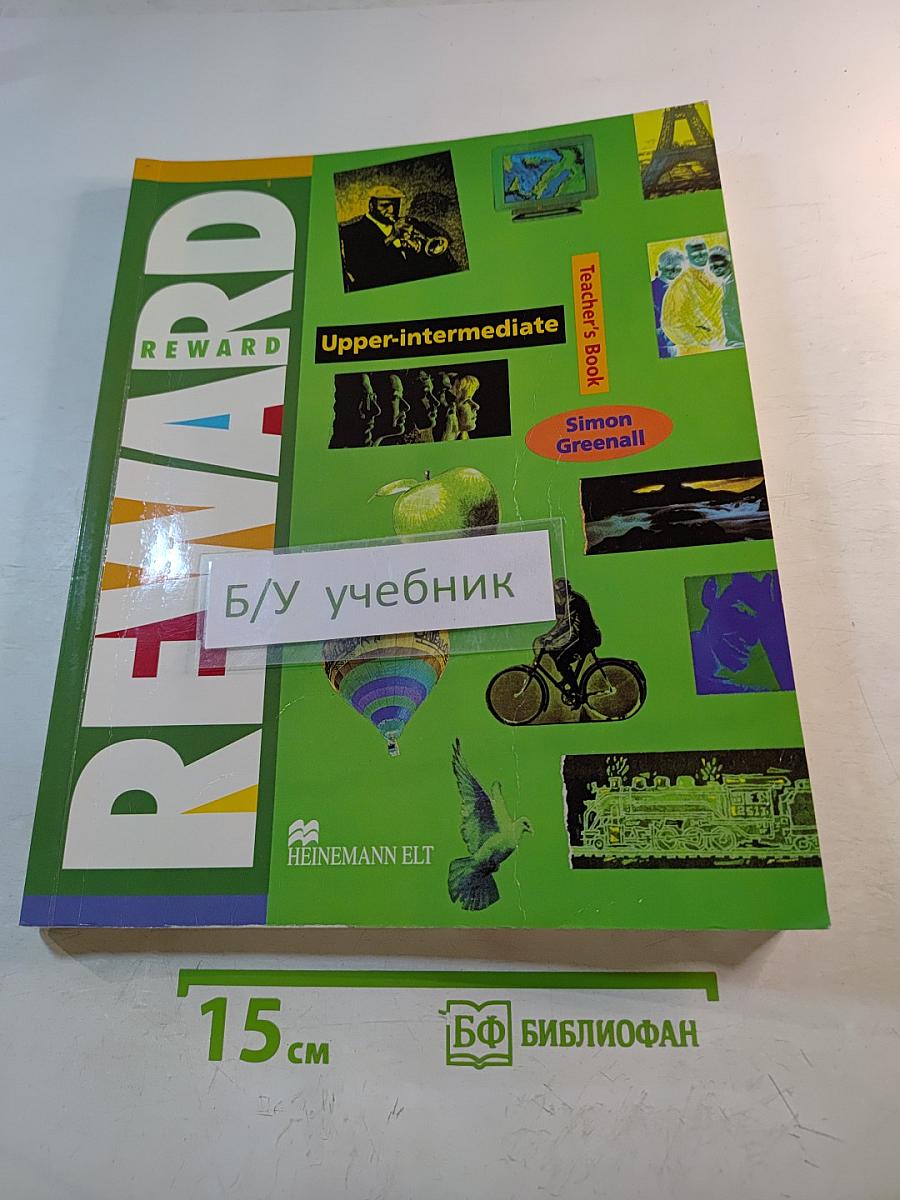 REWARD
REWARD
Upper-intermediate
Teacher's Book
Simon
Greenall
Б/У учебник
HEINEMANN ELT
15 см
БФ БИБЛИОФАН